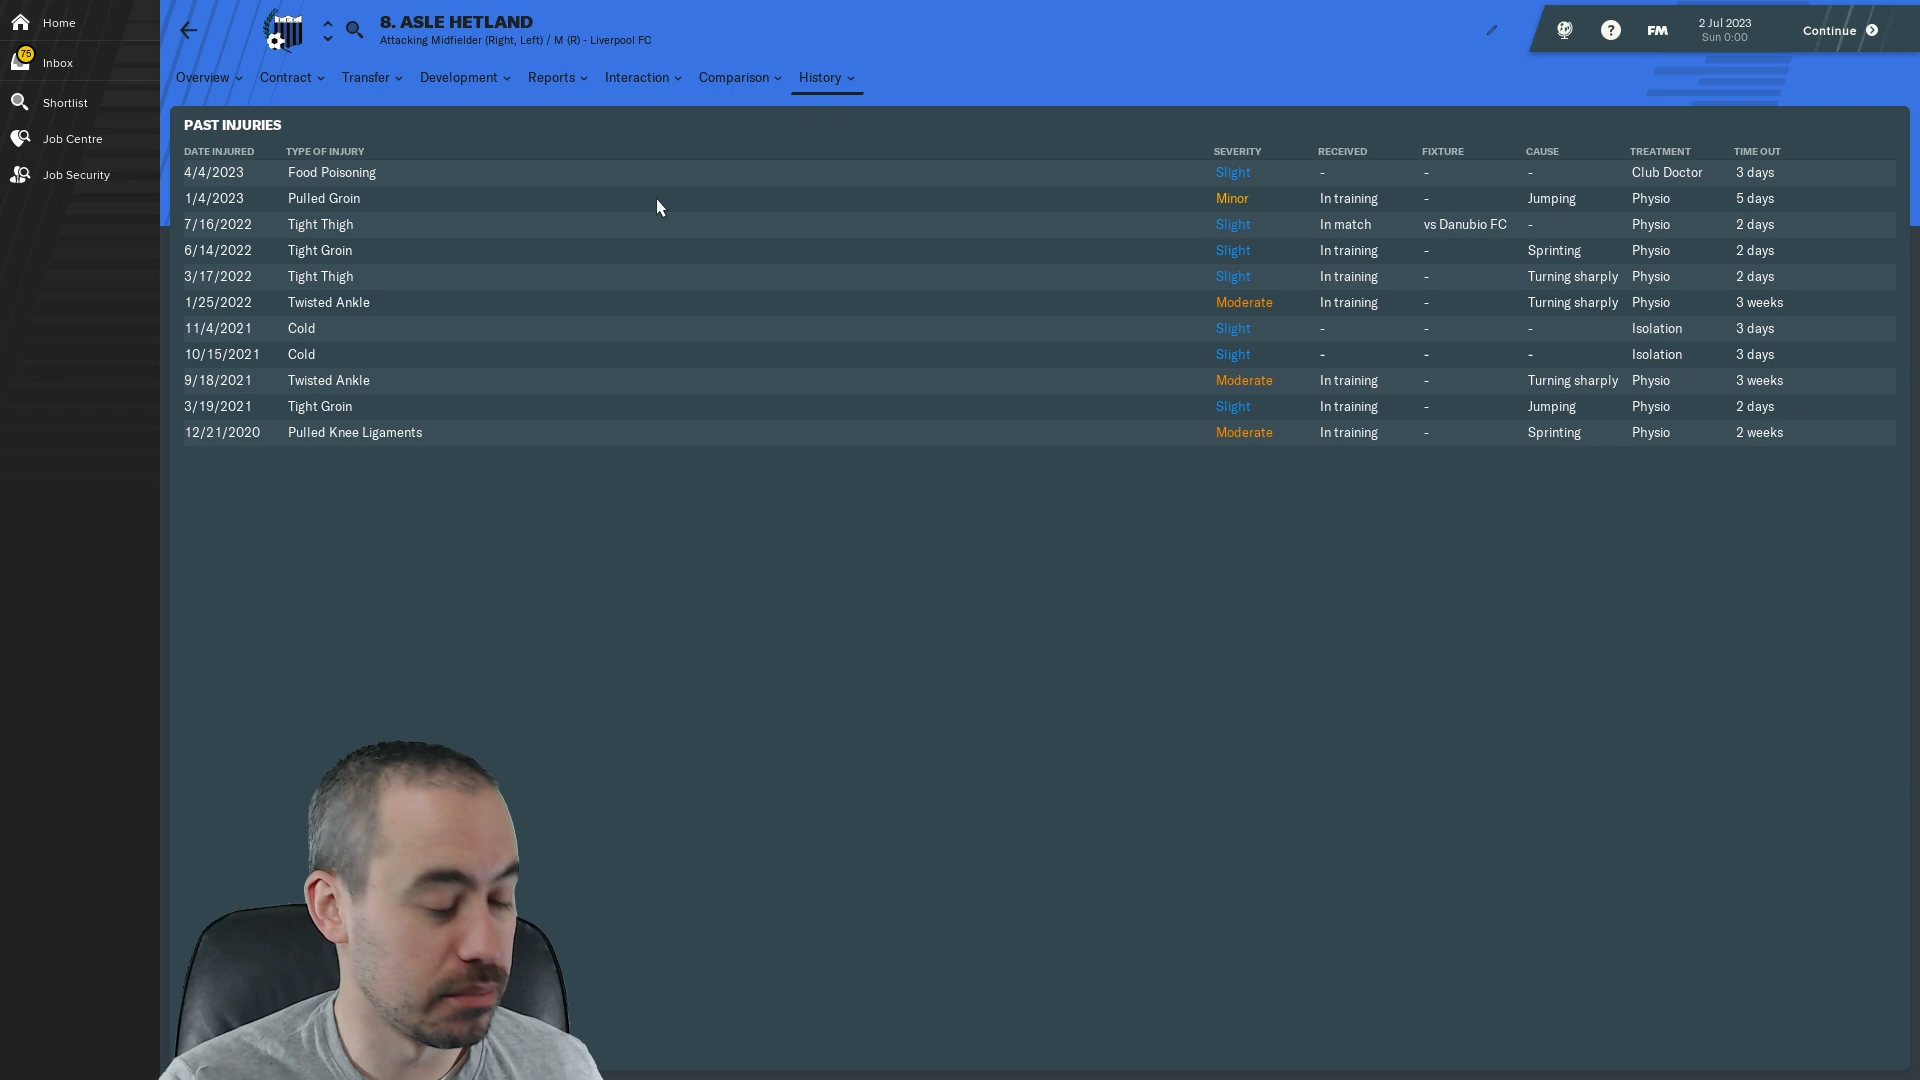 Home
75
Inbox
Shortlist
Job Centre
Job Security
8. ASLE HETLAND
Attacking Midfielder (Right, Left) / M (R) - Liverpool FC
?
FM
2 Jul 2023
Sun 0:00
Continue
Overview Contract Transfer Development Reports Interaction Comparison History
PAST INJURIES
DATE INJURED TYPE OF INJURY SEVERITY RECEIVED FIXTURE CAUSE TREATMENT TIME OUT
4/4/2023 Food Poisoning Slight - - - Club Doctor 3 days
1/4/2023 Pulled Groin Minor In training - Jumping Physio 5 days
7/16/2022 Tight Thigh Slight In match vs Danubio FC - Physio 2 days
6/14/2022 Tight Groin Slight In training - Sprinting Physio 2 days
3/17/2022 Tight Thigh Slight In training - Turning sharply Physio 2 days
1/25/2022 Twisted Ankle Moderate In training - Turning sharply Physio 3 weeks
11/4/2021 Cold Slight - - - Isolation 3 days
10/15/2021 Cold Slight - - - Isolation 3 days
9/18/2021 Twisted Ankle Moderate In training - Turning sharply Physio 3 weeks
3/19/2021 Tight Groin Slight In training - Jumping Physio 2 days
12/21/2020 Pulled Knee Ligaments Moderate In training - Sprinting Physio 2 weeks